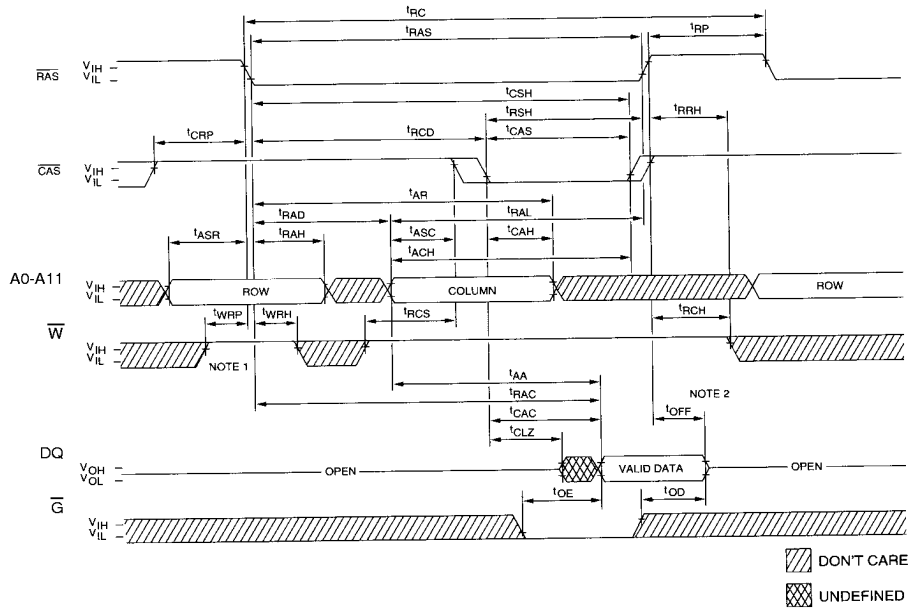 tRC
tRAS
tRP
RAS
VIH
VIL
tCSH
tRSH
tRRH
tCRP
tRCD
tCAS
CAS
VIH
VIL
tAR
tRAD
tRAL
tASR
tRAH
tASC
tCAH
tACH
A0-A11
VIH
VIL
ROW
COLUMN
ROW
tWRP
tWRH
tRCS
tRCH
W
VIH
VIL
NOTE 1
tAA
NOTE 2
tRAC
tCAC
tOFF
tCLZ
DQ
VOH
VOL
OPEN
VALID DATA
OPEN
tOE
tOD
G
VIH
VIL
DON'T CARE
UNDEFINED